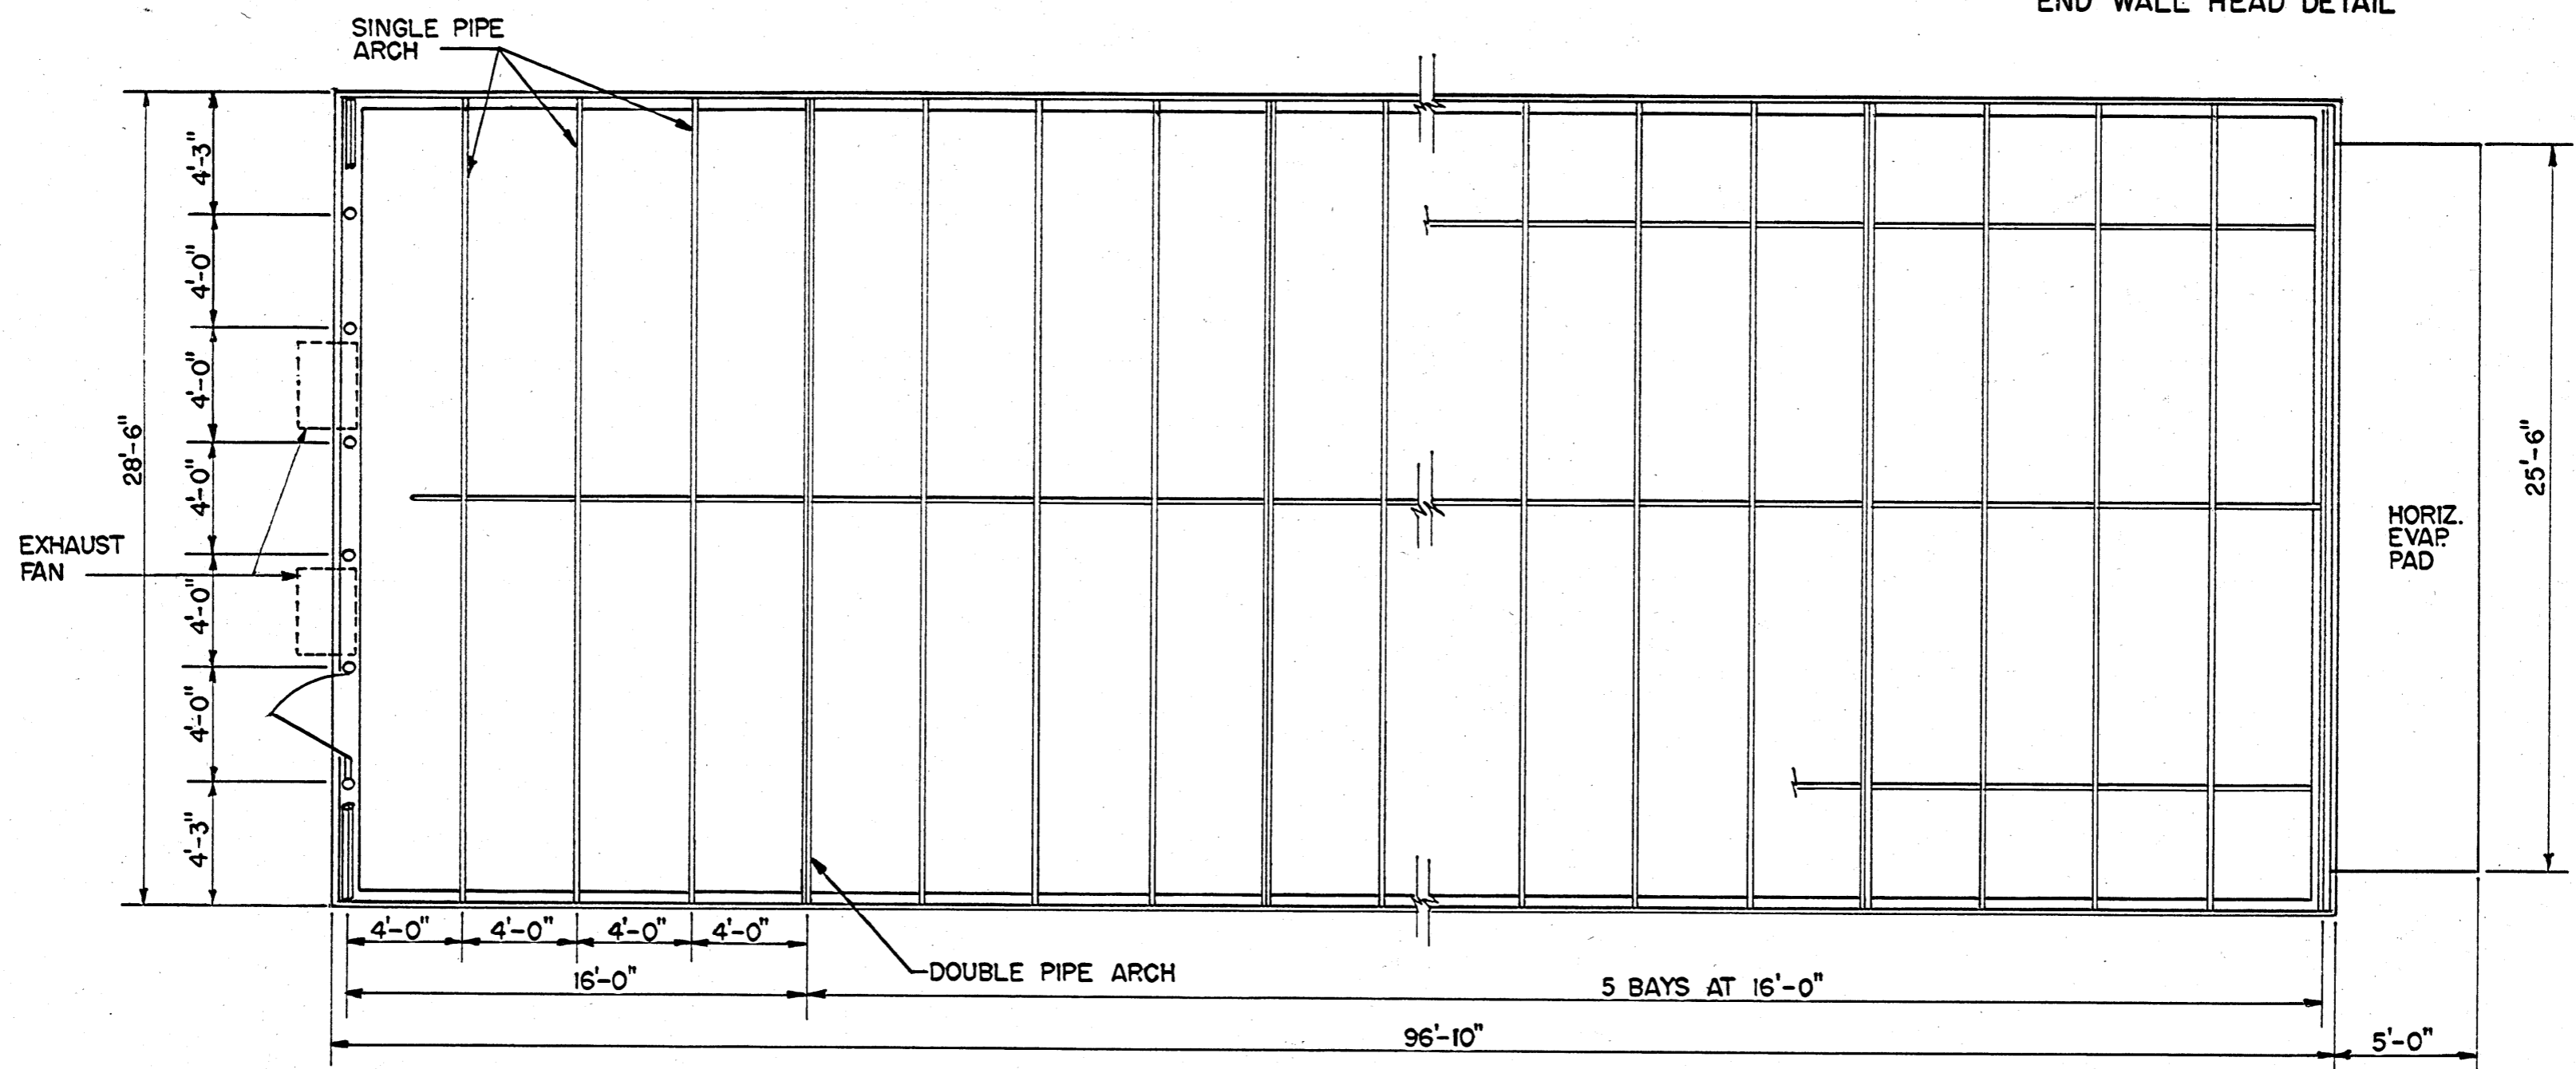 END WALL HEAD DETAIL
SINGLE PIPE
ARCH
4'-3"
4'-0"
4'-0"
28'-6"
4'-0"
4'-0"
4'-0"
4'-3"
EXHAUST
FAN
25'-6"
HORIZ.
EVAP.
PAD
4'-0" 4'-0" 4'-0" 4'-0"
DOUBLE PIPE ARCH
16'-0"
5 BAYS AT 16'-0"
96'-10"
5'-0"